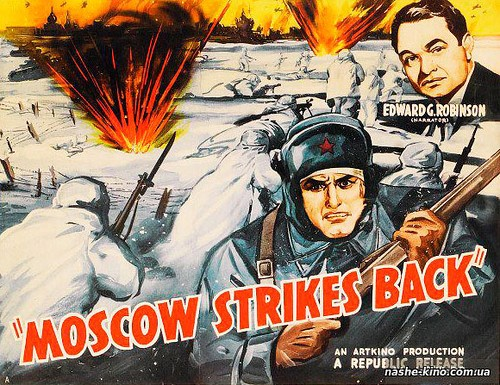 EDWARD G. ROBINSON
(NARRATOR)
"MOSCOW STRIKES BACK"
AN ARTKINO PRODUCTION
A REPUBLIC RELEASE
nashe-kino.com.ua
A